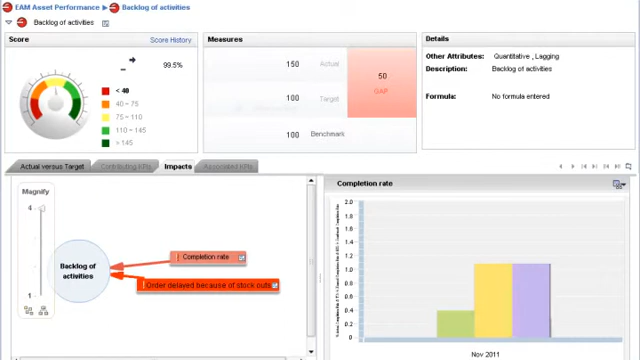 EAM Asset Performance ▶ Backlog of activities
Backlog of activities
Score
Score History
99.5%
< 40
40 – 75
75 – 110
110 - 145
> 145
Measures
150 Actual
100 Target
100 Benchmark
50
GAP
Details
Other Attributes: Quantitative , Lagging
Description: Backlog of activities
Formula: No formula entered
Actual versus Target
Contributing KPIs
Impacts
Associated KPIs
Magnify
4
1
Backlog of
activities
Completion rate
Order delayed because of stock outs
Completion rate
2.0
1.8
1.6
1.4
1.2
1.0
0.8
0.6
0.4
0.2
0
Nov 2011